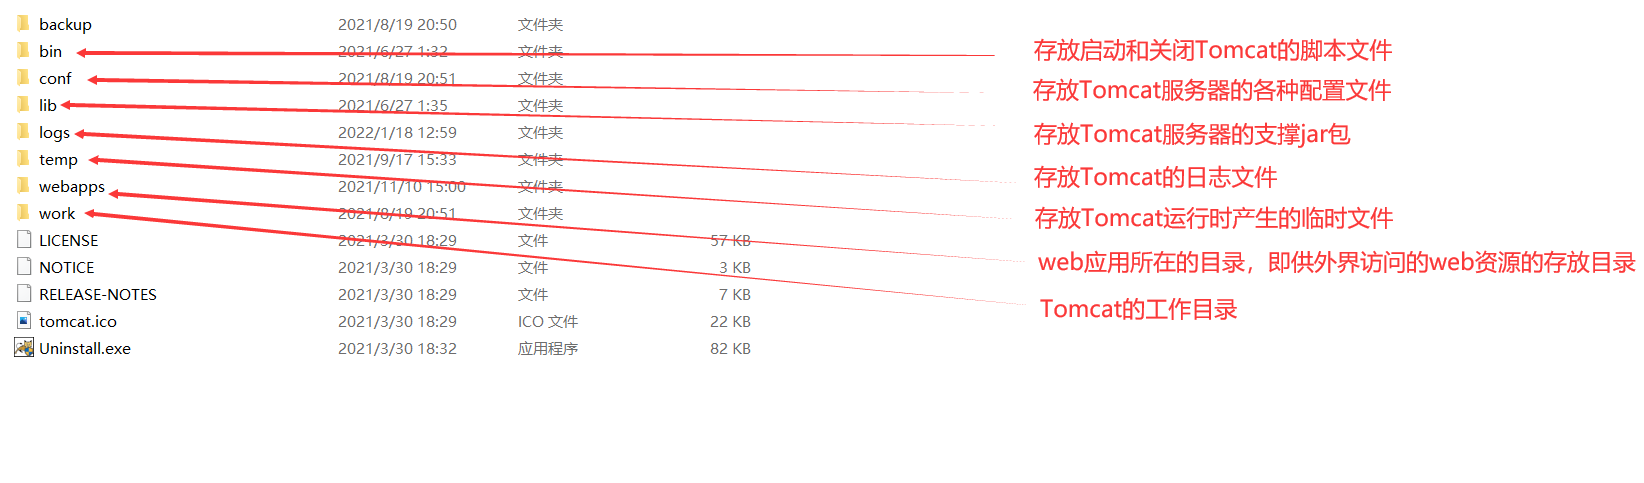 backup 2021/8/19 20:50 文件夹
bin 2021/6/27 1:32 文件夹 存放启动和关闭Tomcat的脚本文件
conf 2021/8/19 20:51 文件夹 存放Tomcat服务器的各种配置文件
lib 2021/6/27 1:35 文件夹 存放Tomcat服务器的支撑jar包
logs 2022/1/18 12:59 文件夹 存放Tomcat的日志文件
temp 2021/9/17 15:33 文件夹 存放Tomcat运行时产生的临时文件
webapps 2021/11/10 15:00 文件夹 web应用所在的目录，即供外界访问的web资源的存放目录
work 2021/8/19 20:51 文件夹 Tomcat的工作目录
LICENSE 2021/3/30 18:29 文件 57 KB
NOTICE 2021/3/30 18:29 文件 3 KB
RELEASE-NOTES 2021/3/30 18:29 文件 7 KB
tomcat.ico 2021/3/30 18:29 ICO 文件 22 KB
Uninstall.exe 2021/3/30 18:32 应用程序 82 KB